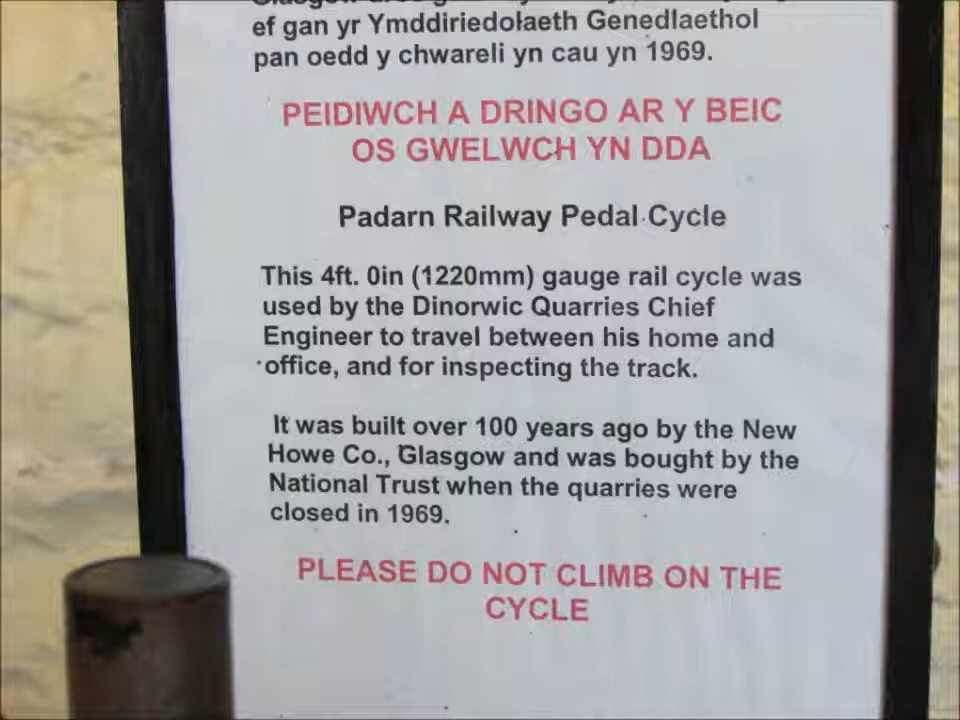 ef gan yr Ymddiriedolaeth Genedlaethol
pan oedd y chwareli yn cau yn 1969.
PEIDIWCH A DRINGO AR Y BEIC
OS GWELWCH YN DDA
Padarn Railway Pedal Cycle
This 4ft. 0in (1220mm) gauge rail cycle was
used by the Dinorwic Quarries Chief
Engineer to travel between his home and
office, and for inspecting the track.
It was built over 100 years ago by the New
Howe Co., Glasgow and was bought by the
National Trust when the quarries were
closed in 1969.
PLEASE DO NOT CLIMB ON THE
CYCLE